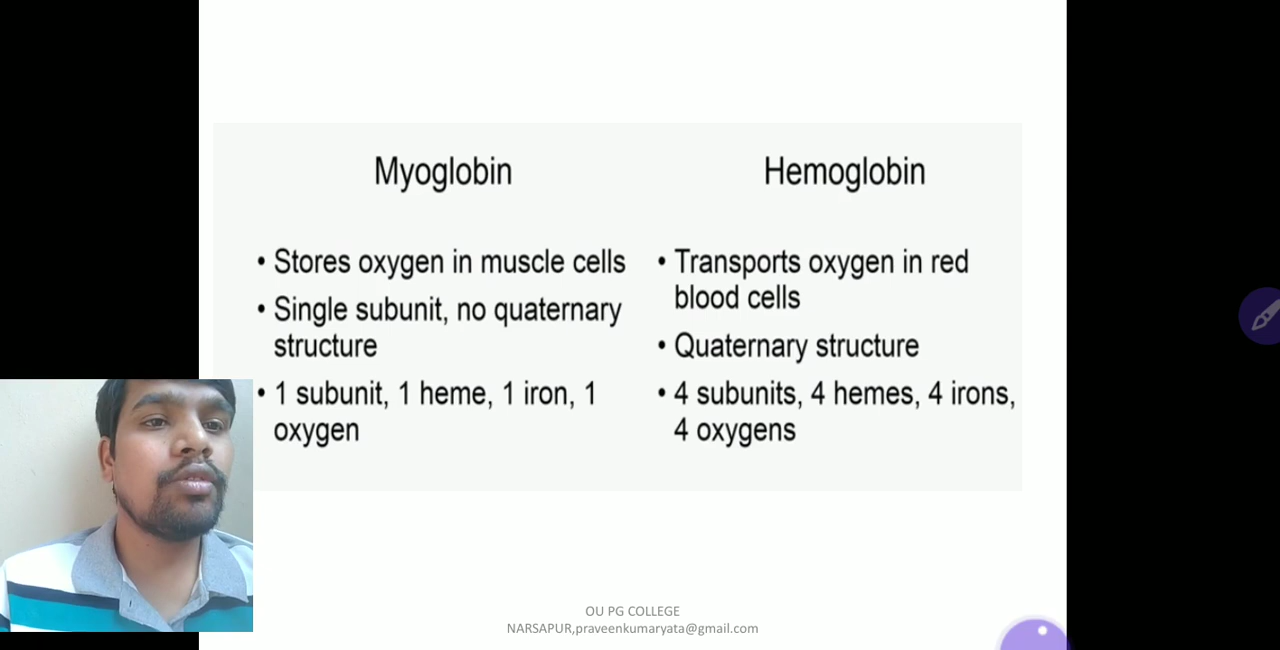 Myoglobin
• Stores oxygen in muscle cells
• Single subunit, no quaternary
structure
• 1 subunit, 1 heme, 1 iron, 1
oxygen
Hemoglobin
• Transports oxygen in red
blood cells
• Quaternary structure
• 4 subunits, 4 hemes, 4 irons,
4 oxygens
OU PG COLLEGE
NARSAPUR,praveenkumaryata@gmail.com